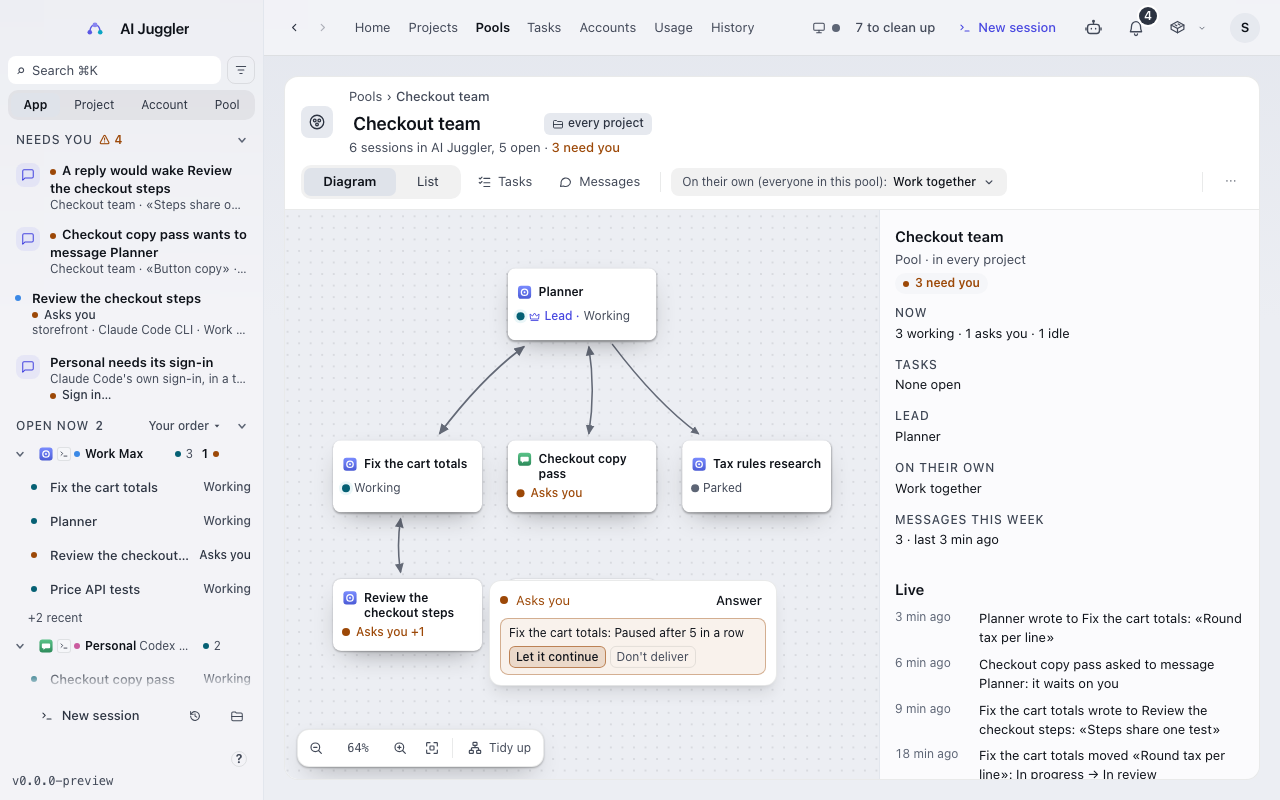 AI Juggler
Search ⌘K
App Project Account Pool
NEEDS YOU 4
A reply would wake Review
the checkout steps
Checkout team · «Steps share o…
Checkout copy pass wants to
message Planner
Checkout team · «Button copy» ·…
Review the checkout steps
Asks you
storefront · Claude Code CLI · Work …
Personal needs its sign-in
Claude Code's own sign-in, in a t…
Sign in…
OPEN NOW 2 Your order
Work Max 3 1
Fix the cart totals Working
Planner Working
Review the checkout… Asks you
Price API tests Working
+2 recent
Personal Codex … 2
Checkout copy pass Working
New session
?
v0.0.0-preview
Home Projects Pools Tasks Accounts Usage History
7 to clean up
New session
4
S
Pools › Checkout team
Checkout team every project
6 sessions in AI Juggler, 5 open · 3 need you
Diagram List Tasks Messages On their own (everyone in this pool): Work together
Planner
Lead · Working
Fix the cart totals
Working
Checkout copy
pass
Asks you
Tax rules research
Parked
Review the
checkout steps
Asks you +1
Asks you Answer
Fix the cart totals: Paused after 5 in a row
Let it continue Don't deliver
64% Tidy up
Checkout team
Pool · in every project
3 need you
NOW
3 working · 1 asks you · 1 idle
TASKS
None open
LEAD
Planner
ON THEIR OWN
Work together
MESSAGES THIS WEEK
3 · last 3 min ago
Live
3 min ago Planner wrote to Fix the cart totals: «Round
tax per line»
6 min ago Checkout copy pass asked to message
Planner: it waits on you
9 min ago Fix the cart totals wrote to Review the
checkout steps: «Steps share one test»
18 min ago Fix the cart totals moved «Round tax per
line»: In progress → In review